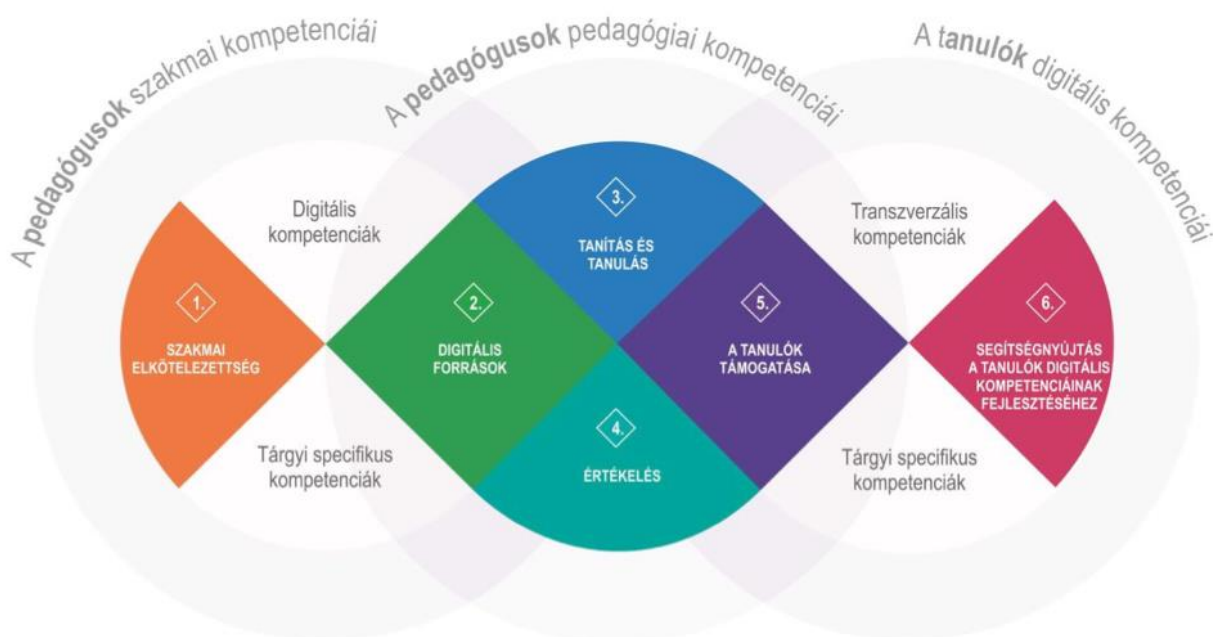 A pedagógusok szakmai kompetenciái
A pedagógusok pedagógiai kompetenciái
A tanulók digitális kompetenciái
Digitális
kompetenciák
3.
TANÍTÁS ÉS
TANULÁS
Transzverzális
kompetenciák
1.
SZAKMAI
ELKÖTELEZETTSÉG
2.
DIGITÁLIS
FORRÁSOK
5.
A TANULÓK
TÁMOGATÁSA
6.
SEGÍTSÉGNYÚJTÁS
A TANULÓK DIGITÁLIS
KOMPETENCIÁINAK
FEJLESZTÉSÉHEZ
Tárgyi specifikus
kompetenciák
4.
ÉRTÉKELÉS
Tárgyi specifikus
kompetenciák